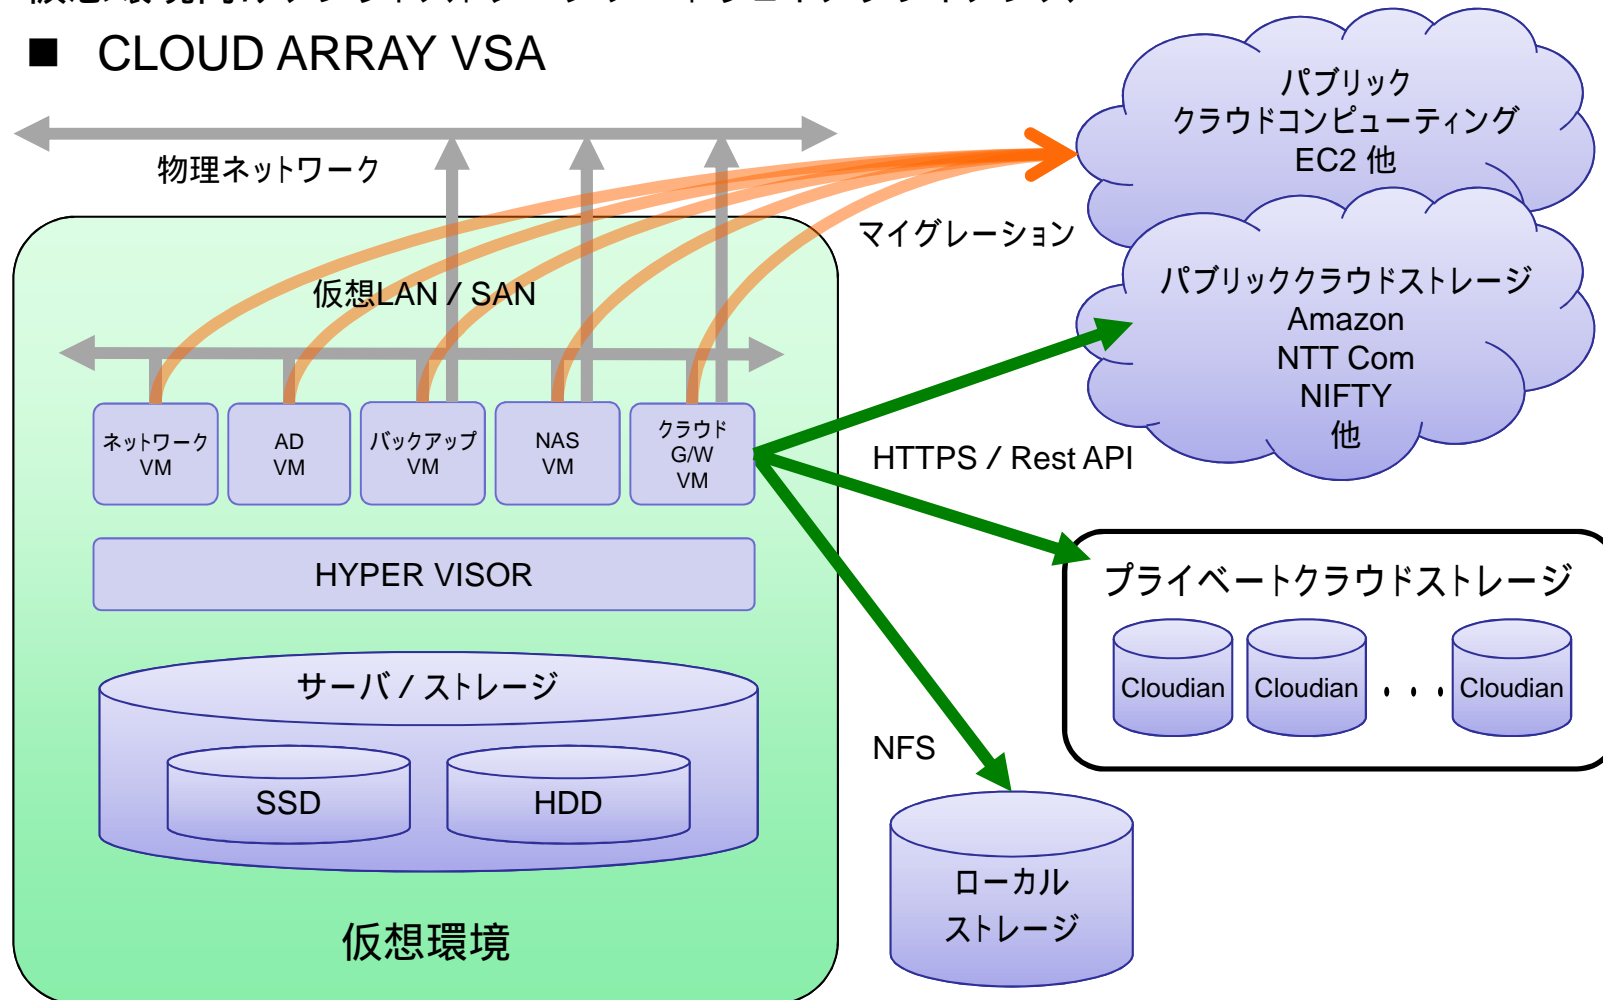 ■ CLOUD ARRAY VSA
物理ネットワーク
仮想LAN / SAN
マイグレーション
パブリック
クラウドコンピューティング
EC2 他
パブリッククラウドストレージ
Amazon
NTT Com
NIFTY
他
ネットワーク
VM
AD
VM
バックアップ
VM
NAS
VM
クラウド
G/W
VM
HTTPS / Rest API
HYPER VISOR
プライベートクラウドストレージ
Cloudian
Cloudian
・・・
Cloudian
サーバ / ストレージ
SSD
HDD
NFS
ローカル
ストレージ
仮想環境